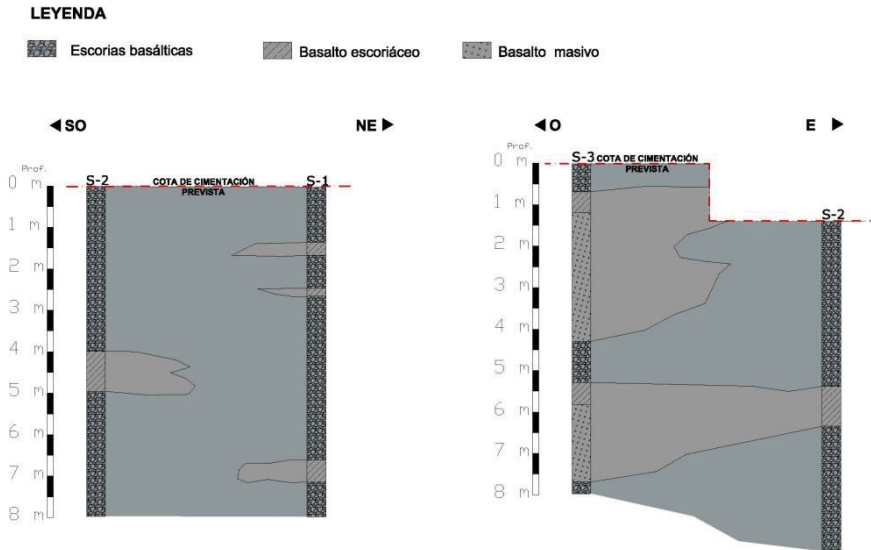 LEYENDA
Escorias basálticas
Basalto escoriáceo
Basalto masivo
SO
NE
Prof.
S-2
COTA DE CIMENTACIÓN
PREVISTA
S-1
0 m
1 m
2 m
3 m
4 m
5 m
6 m
7 m
8 m
O
E
Prof.
S-3
COTA DE CIMENTACIÓN
PREVISTA
S-2
0 m
1 m
2 m
3 m
4 m
5 m
6 m
7 m
8 m